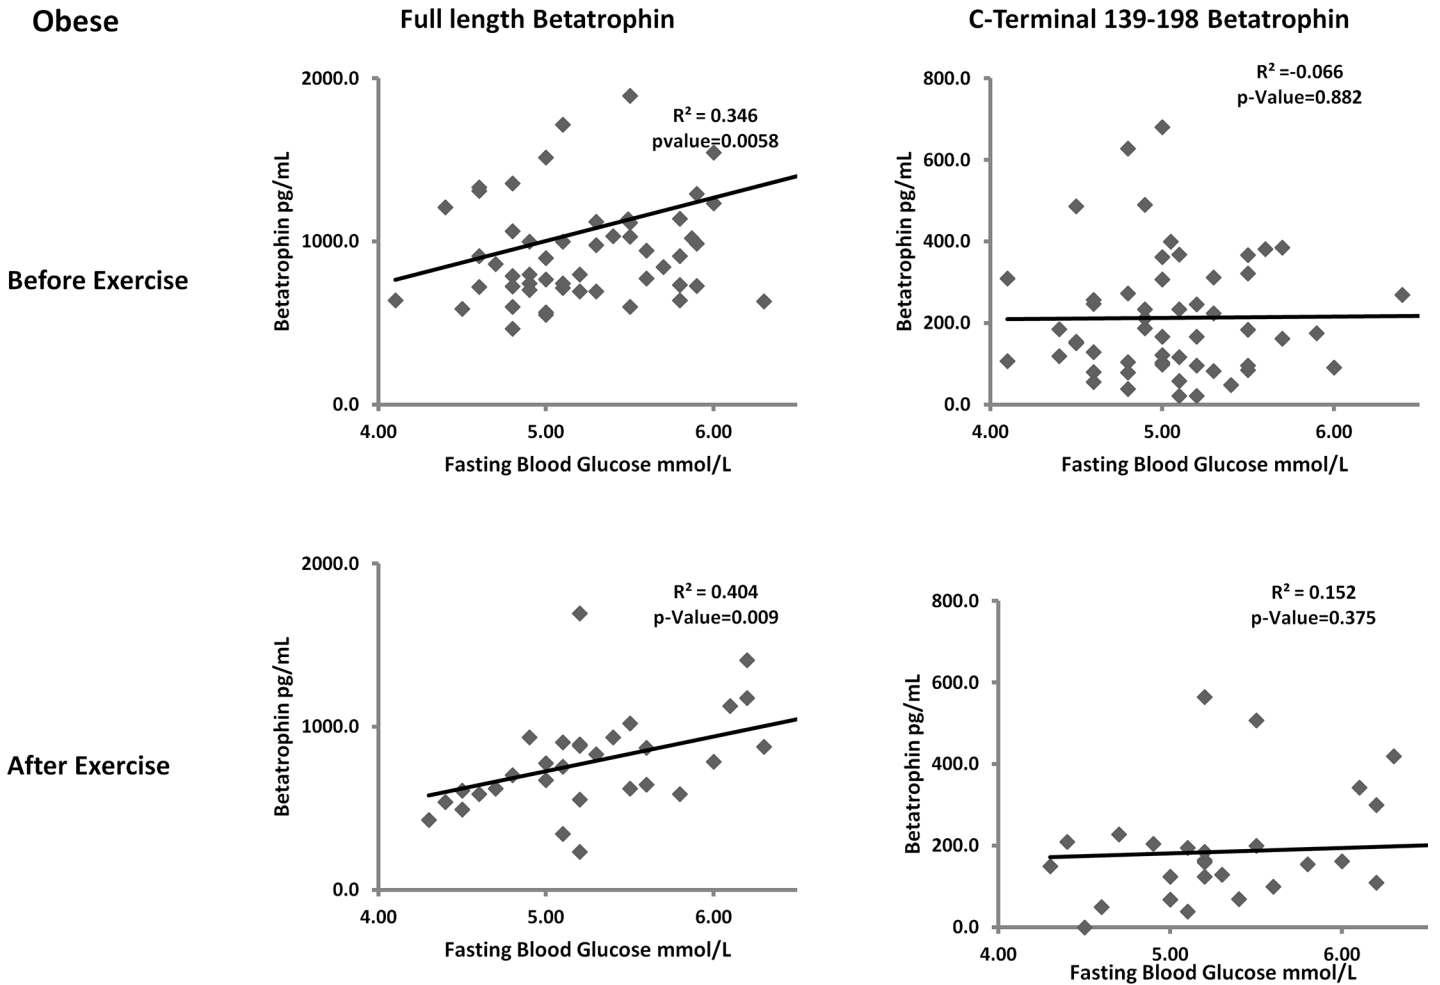 Obese
Full length Betatrophin
C-Terminal 139-198 Betatrophin
Before Exercise
Betatrophin pg/mL
2000.0
1000.0
0.0
R² = 0.346
pvalue=0.0058
4.00 5.00 6.00
Fasting Blood Glucose mmol/L
Betatrophin pg/mL
800.0
600.0
400.0
200.0
0.0
R² =-0.066
p-Value=0.882
4.00 5.00 6.00
Fasting Blood Glucose mmol/L
After Exercise
Betatrophin pg/mL
2000.0
1000.0
0.0
R² = 0.404
p-Value=0.009
4.00 5.00 6.00
Fasting Blood Glucose mmol/L
Betatrophin pg/mL
800.0
600.0
400.0
200.0
0.0
R² = 0.152
p-Value=0.375
4.00 5.00 6.00
Fasting Blood Glucose mmol/L